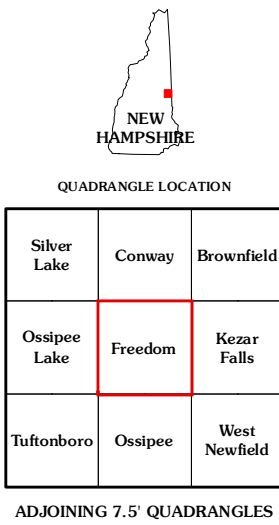 NEW
HAMPSHIRE
QUADRANGLE LOCATION
Silver
Lake
Conway
Brownfield
Ossipee
Lake
Freedom
Kezar
Falls
Tuftonboro
Ossipee
West
Newfield
ADJOINING 7.5' QUADRANGLES